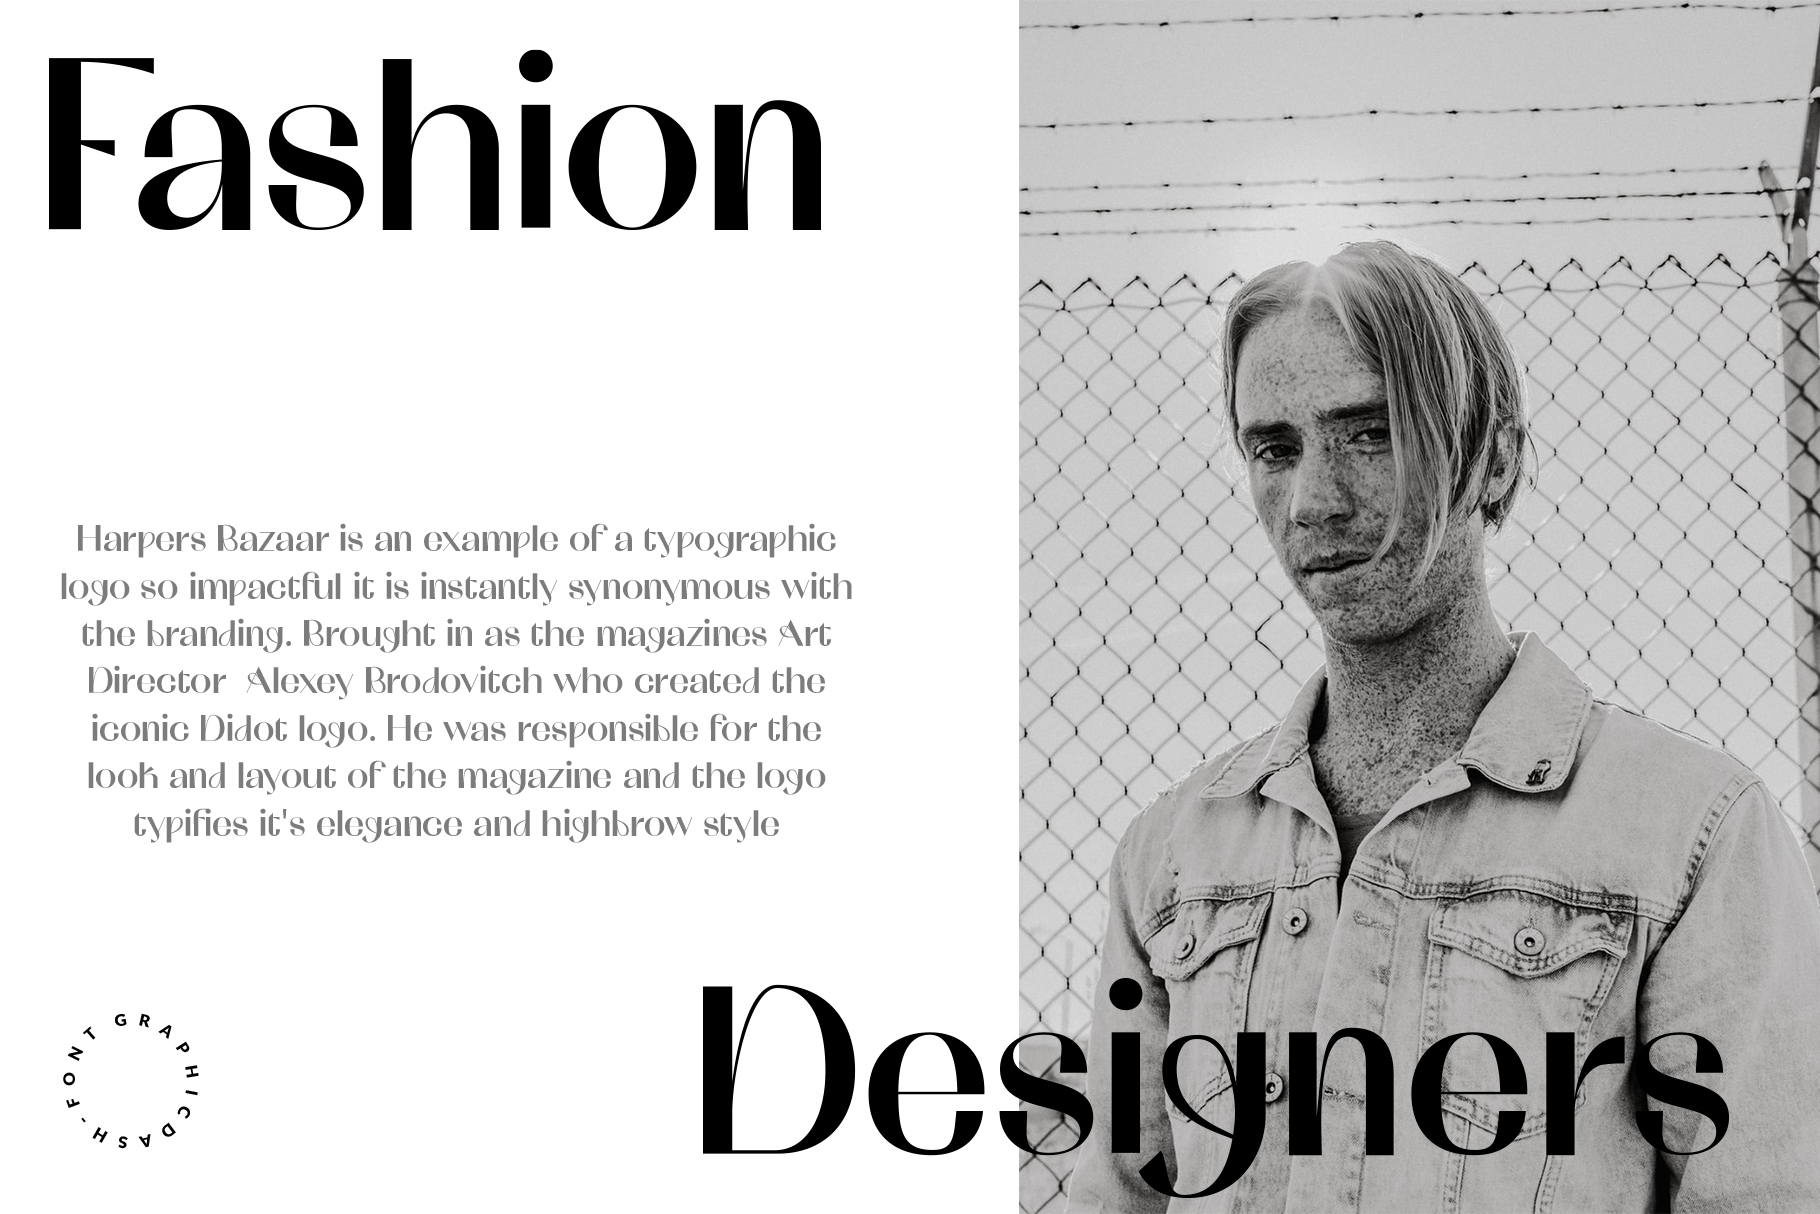 Fashion
Harpers Bazaar is an example of a typographic
logo so impactful it is instantly synonymous with
the branding. Brought in as the magazines Art
Director  Alexey Brodovitch who created the
iconic Didot logo. He was responsible for the
look and layout of the magazine and the logo
typifies it's elegance and highbrow style
Designers
FONT GRAPHICDASH-